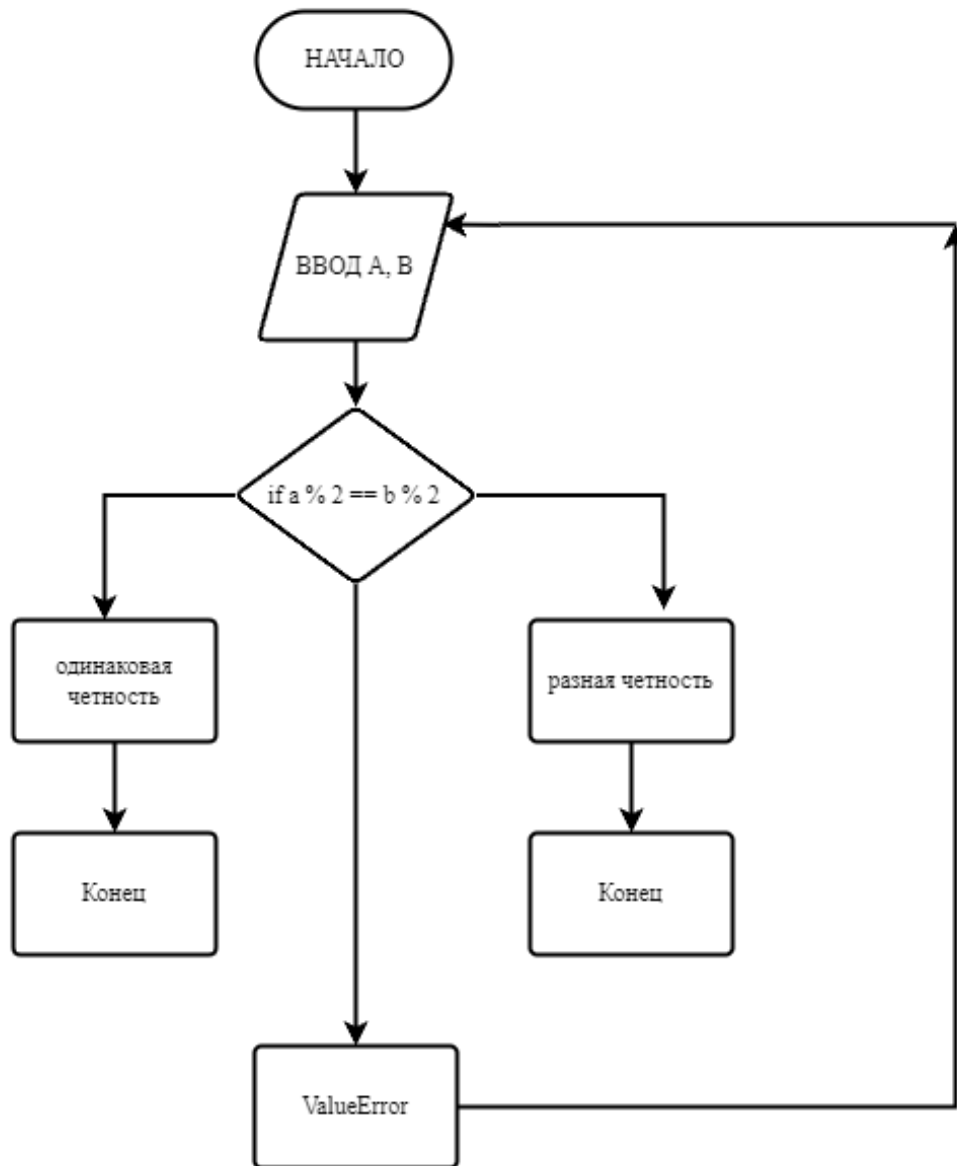 НАЧАЛО
ВВОД А, В
if a % 2 == b % 2
одинаковая
четность
разная четность
Конец
Конец
ValueError